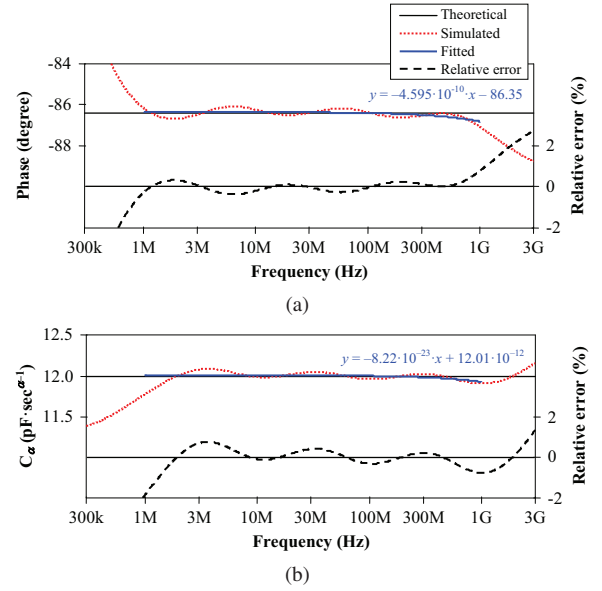 Theoretical
Simulated
Fitted
Relative error
-84
-86
-88
Phase (degree)
y = −4.595·10⁻¹⁰·x − 86.35
2
0
-2
Relative error (%)
300k 1M 3M 10M 30M 100M 300M 1G 3G
Frequency (Hz)
(a)
12.5
12.0
11.5
Cα (pF·secα−1)
y = −8.22·10⁻²³·x + 12.01·10⁻¹²
2
0
-2
Relative error (%)
300k 1M 3M 10M 30M 100M 300M 1G 3G
Frequency (Hz)
(b)